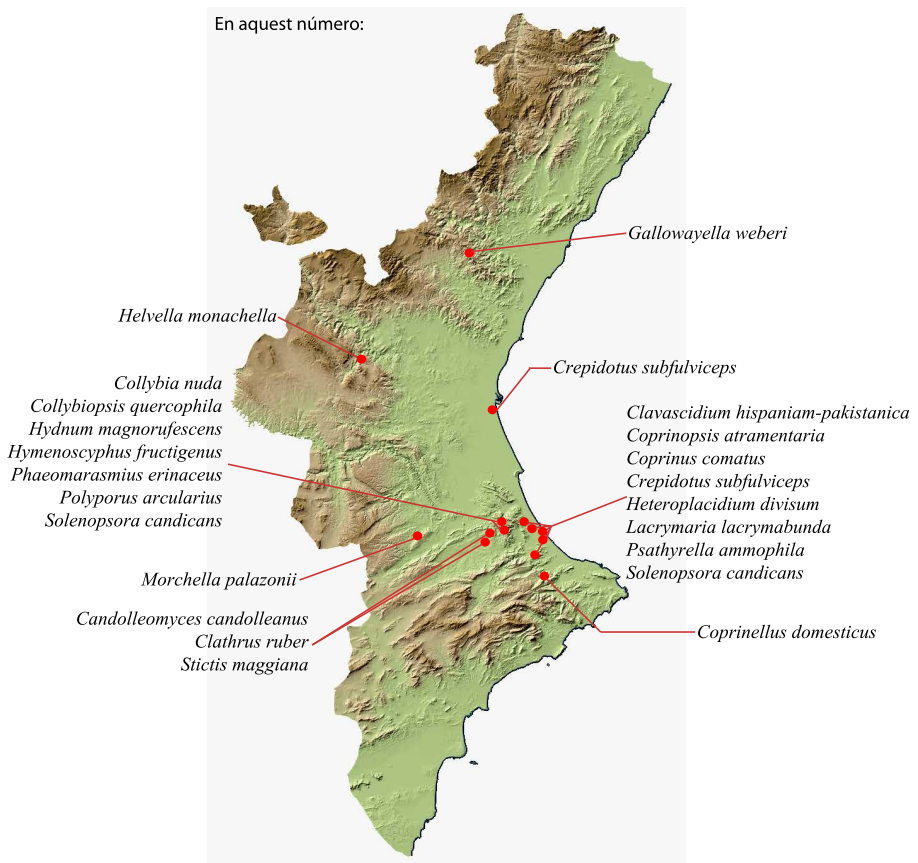 En aquest número:
Gallowayella weberi
Helvella monachella
Crepidotus subfulviceps
Collybia nuda
Collybiopsis quercophila
Hydnum magnorufescens
Hymenoscyphus fructigenus
Phaeomarasmius erinaceus
Polyporus arcularius
Solenopsora candicans
Clavascidium hispaniam-pakistanica
Coprinopsis atramentaria
Coprinus comatus
Crepidotus subfulviceps
Heteroplacidium divisum
Lacrymaria lacrymabunda
Psathyrella ammophila
Solenopsora candicans
Morchella palazonii
Candolleomyces candolleanus
Clathrus ruber
Stictis maggiana
Coprinellus domesticus